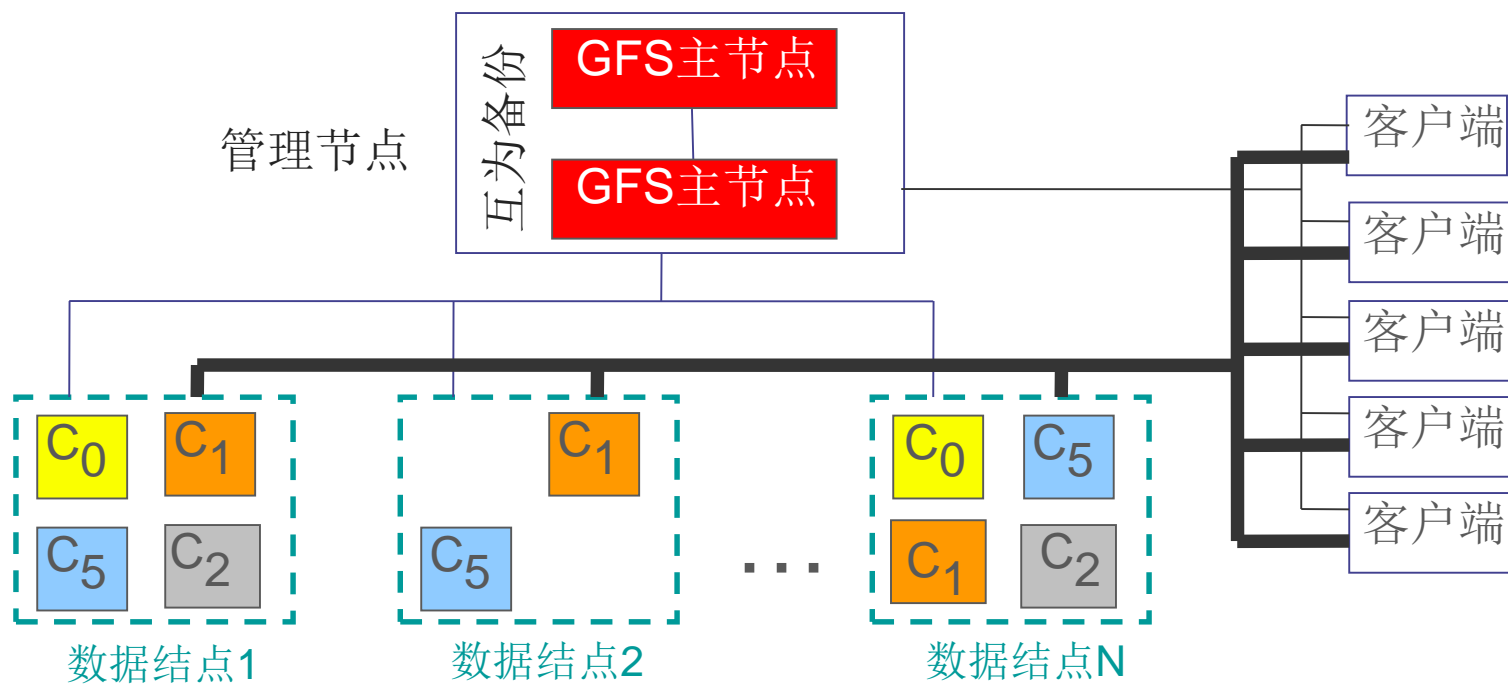 GFS主节点
互为备份
管理节点
GFS主节点
客户端
客户端
客户端
客户端
客户端
C0
C1
C5
C2
C1
C5
...
C0
C5
C1
C2
数据结点1
数据结点2
数据结点N